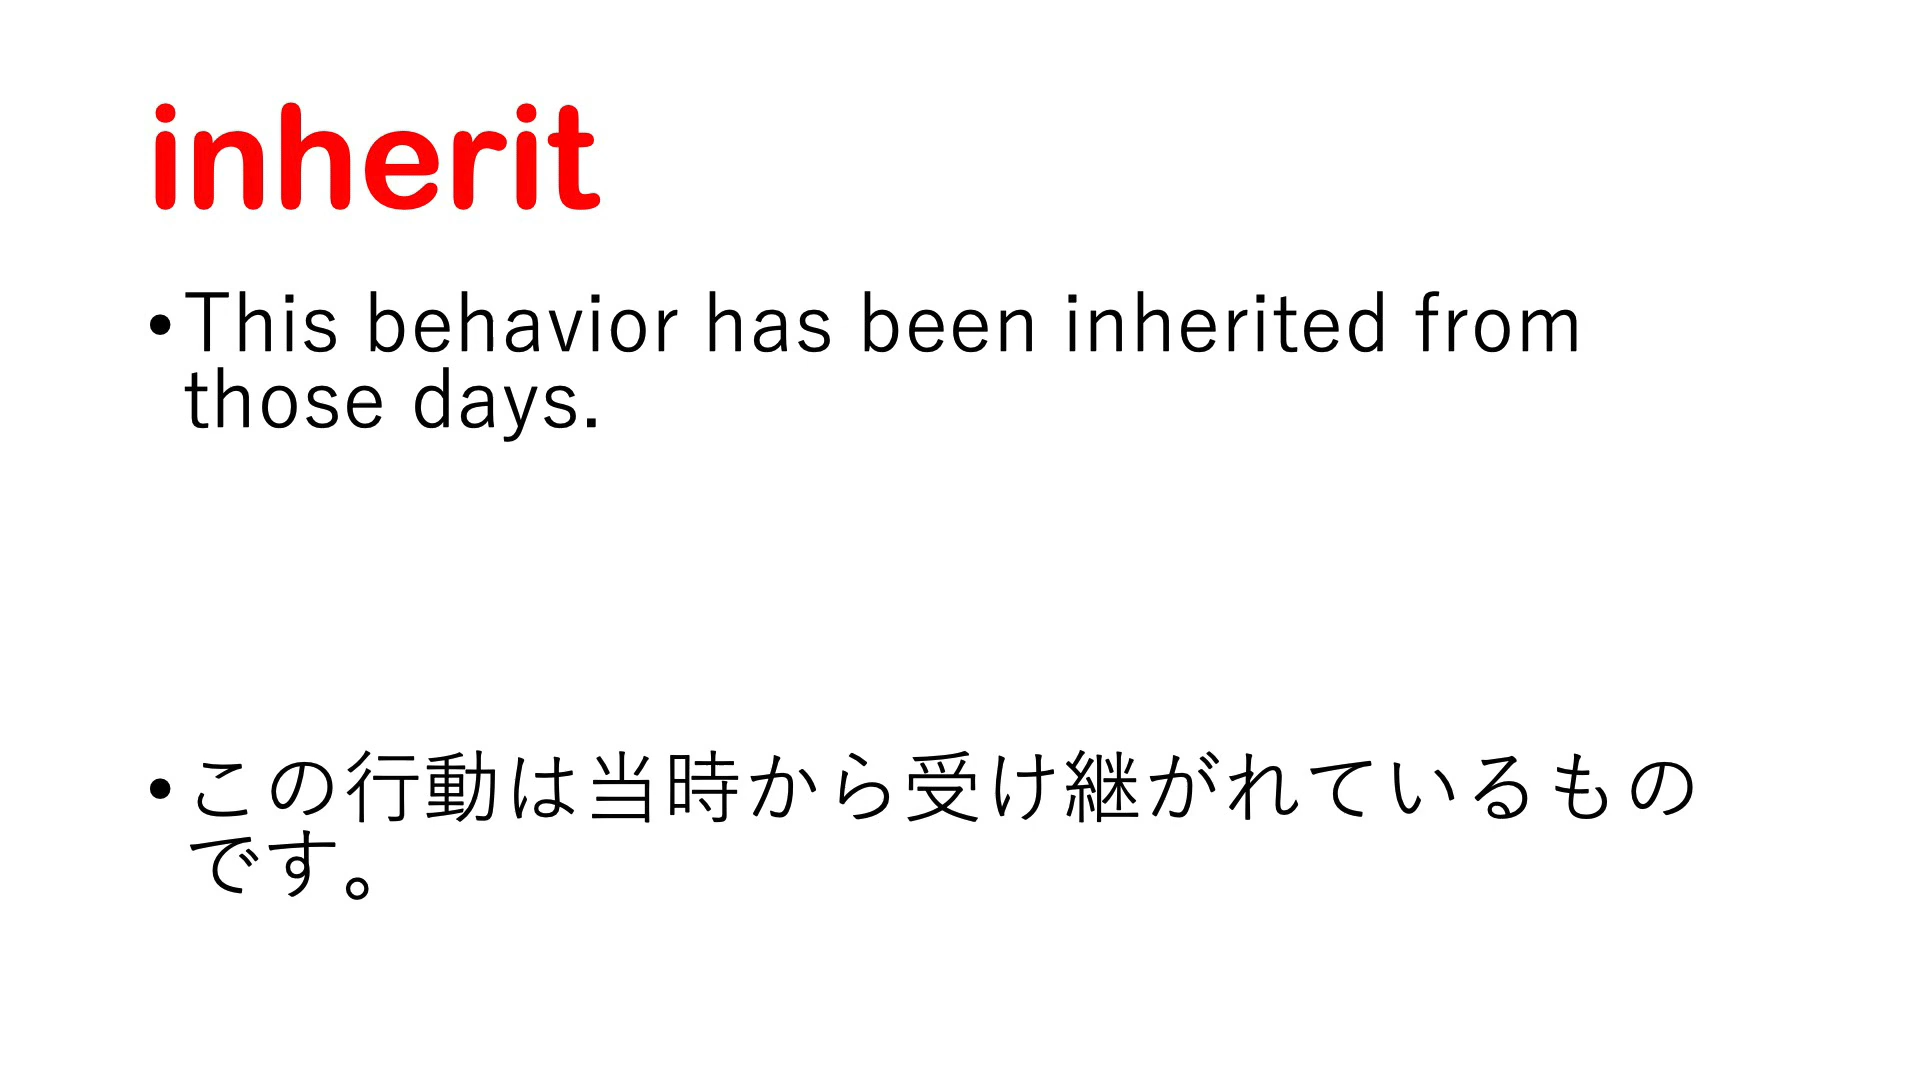 inherit
•This behavior has been inherited from
those days.
•この行動は当時から受け継がれているもの
です。